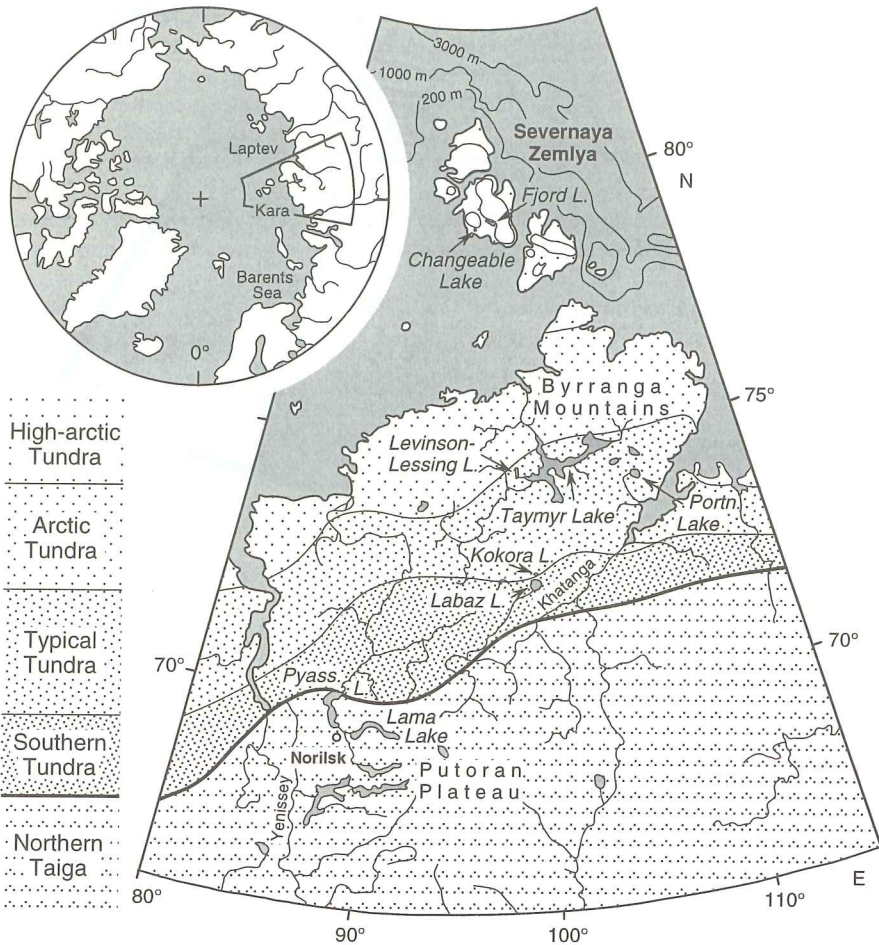 3000 m
1000 m
200 m
Severnaya
Zemlya
80°
N
Fjord L.
Changeable
Lake
Laptev
Kara
Barents
Sea
0°
75°
Byrranga
Mountains
Levinson-
Lessing L.
Taymyr Lake
Portn.
Lake
Kokora L.
Khatanga
Labaz L.
70°
70°
Pyass.
L.
Lama
Lake
Norilsk
Putoran
Plateau
Yenissey
High-arctic
Tundra
Arctic
Tundra
Typical
Tundra
Southern
Tundra
Northern
Taiga
80°
90°
100°
110°
E